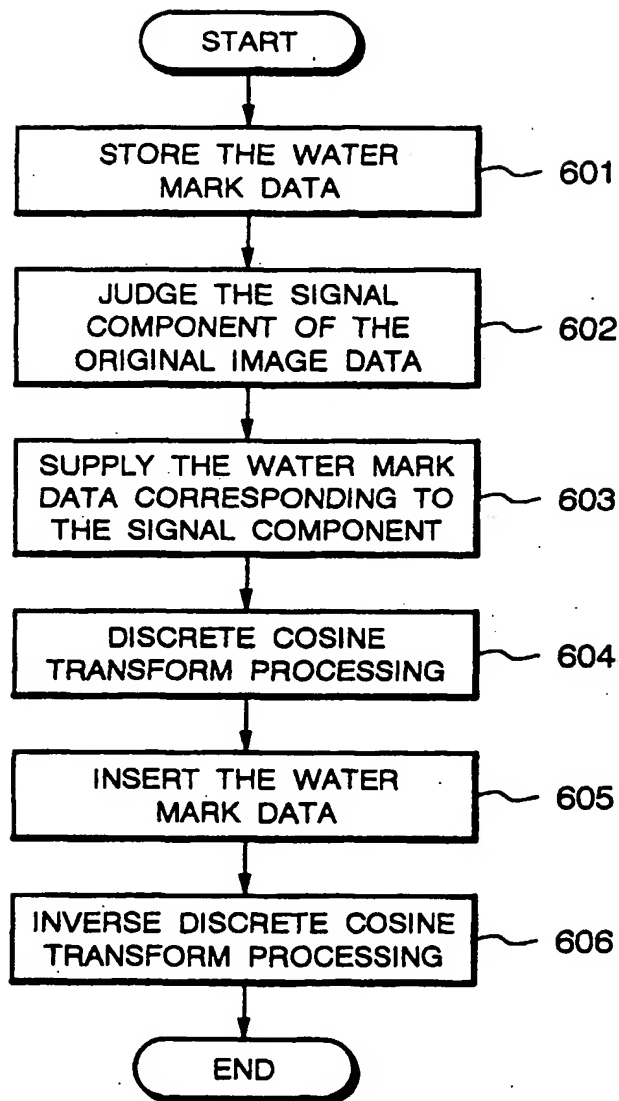 START
STORE THE WATER
MARK DATA
601
JUDGE THE SIGNAL
COMPONENT OF THE
ORIGINAL IMAGE DATA
602
SUPPLY THE WATER MARK
DATA CORRESPONDING TO
THE SIGNAL COMPONENT
603
DISCRETE COSINE
TRANSFORM PROCESSING
604
INSERT THE WATER
MARK DATA
605
INVERSE DISCRETE COSINE
TRANSFORM PROCESSING
606
END